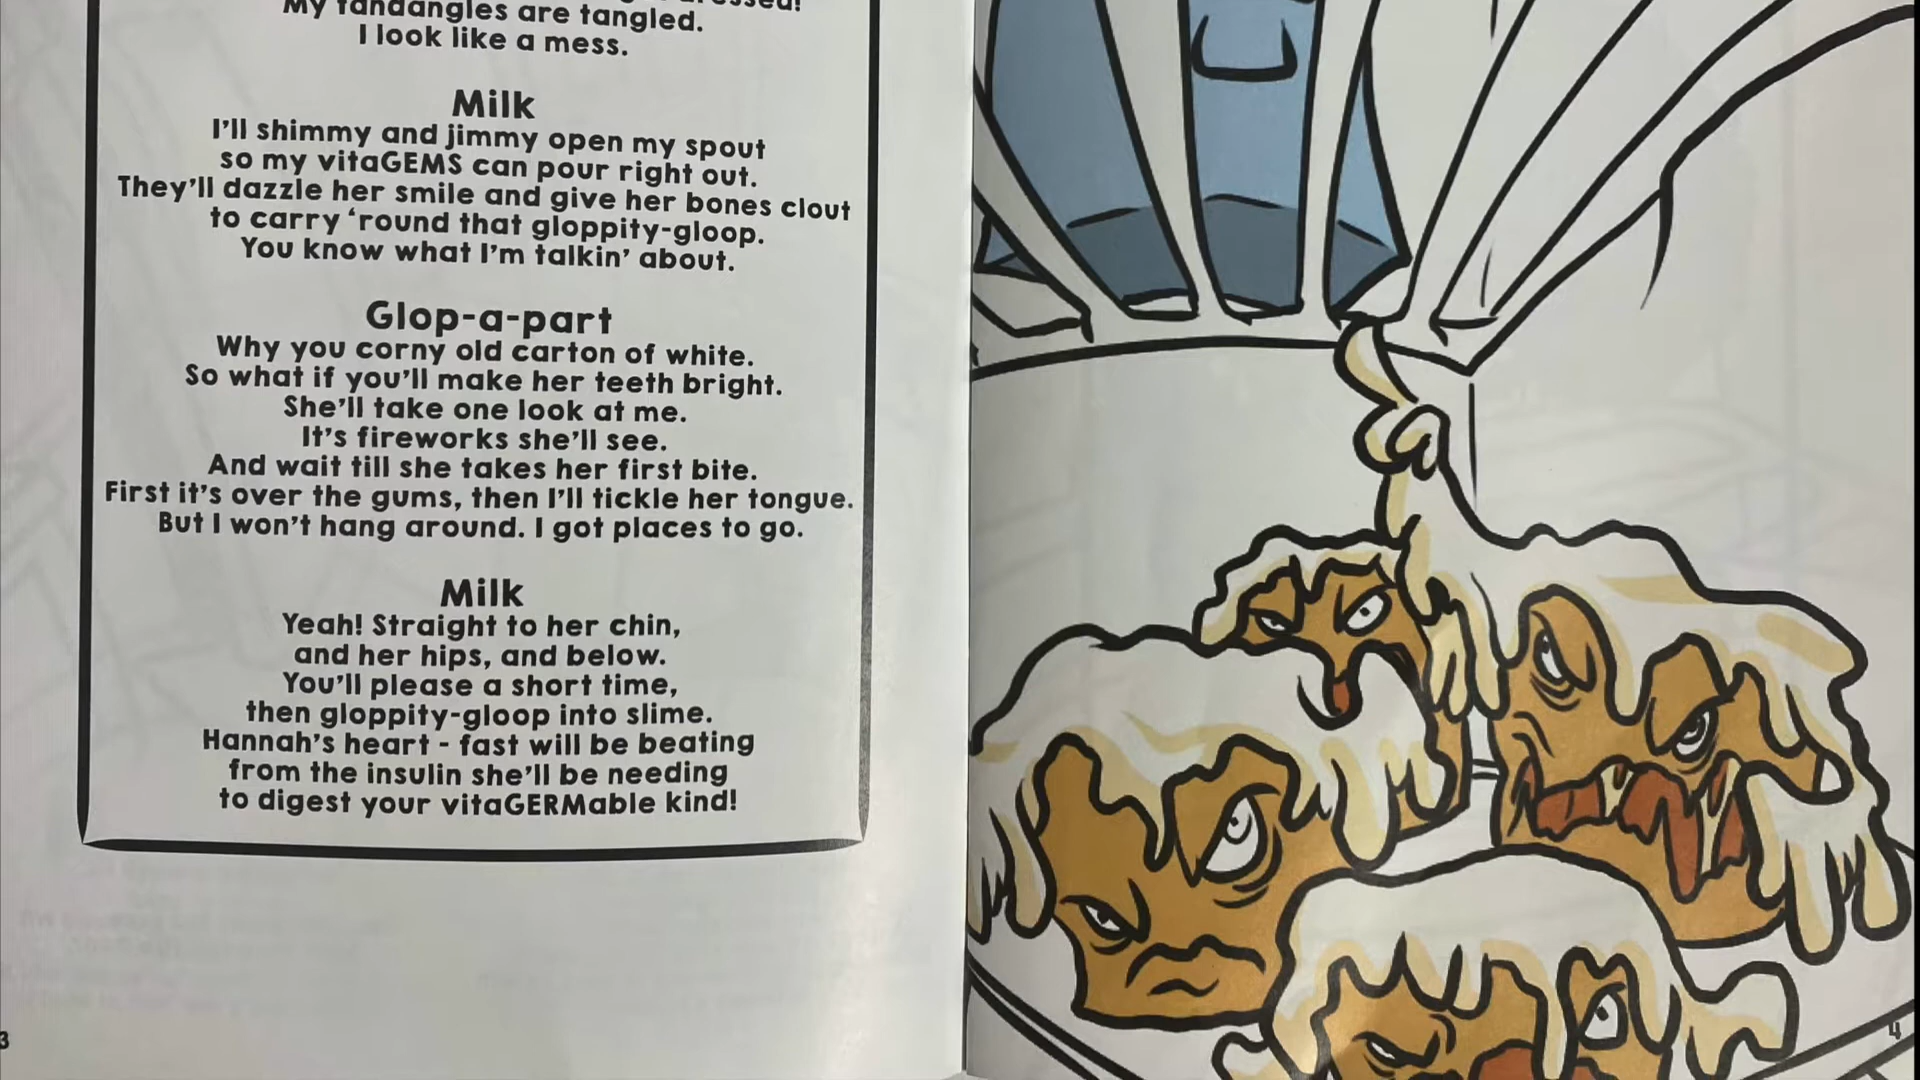 My fandangles are tangled.
I look like a mess.
Milk
I'll shimmy and jimmy open my spout
so my vitaGEMS can pour right out.
They'll dazzle her smile and give her bones clout
to carry ‘round that gloppity-gloop.
You know what I'm talkin' about.
Glop-a-part
Why you corny old carton of white.
So what if you'll make her teeth bright.
She'll take one look at me.
It's fireworks she'll see.
And wait till she takes her first bite.
First it's over the gums, then I'll tickle her tongue.
But I won't hang around. I got places to go.
Milk
Yeah! Straight to her chin,
and her hips, and below.
You'll please a short time,
then gloppity-gloop into slime.
Hannah's heart - fast will be beating
from the insulin she'll be needing
to digest your vitaGERMable kind!
3
4